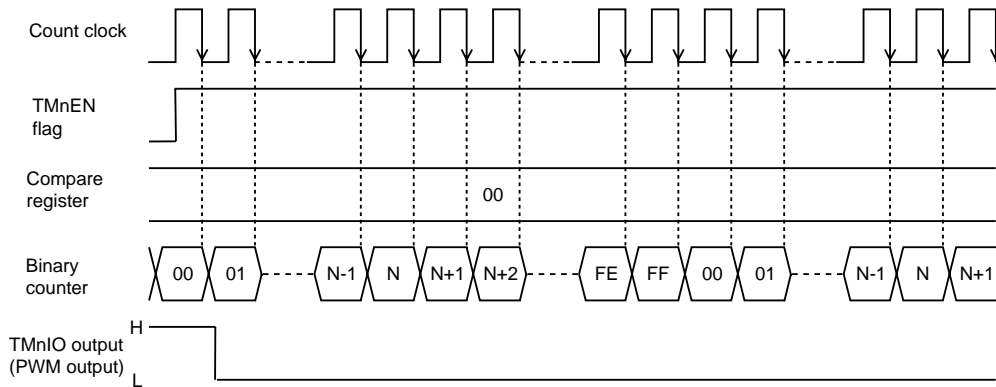 Count clock
TMnEN
flag
Compare
register
00
Binary
counter
00 01 N-1 N N+1 N+2 FE FF 00 01 N-1 N N+1
TMnIO output
(PWM output)
H
L